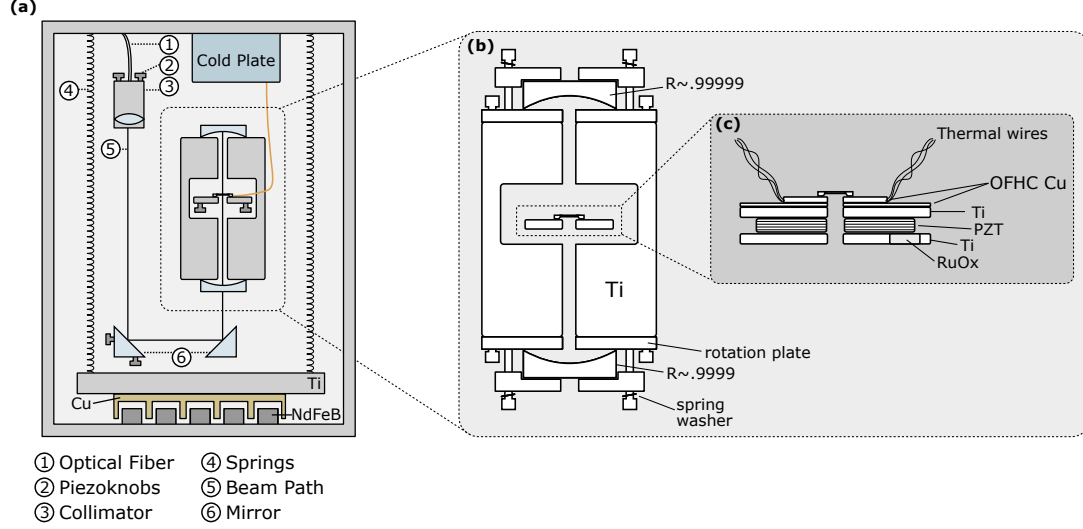 (a)
①
②
③
④
⑤
⑥
Cold Plate
Ti
Cu
NdFeB
① Optical Fiber
② Piezoknobs
③ Collimator
④ Springs
⑤ Beam Path
⑥ Mirror
(b)
R~.99999
Ti
rotation plate
R~.9999
spring
washer
(c)
Thermal wires
OFHC Cu
Ti
PZT
Ti
RuOx